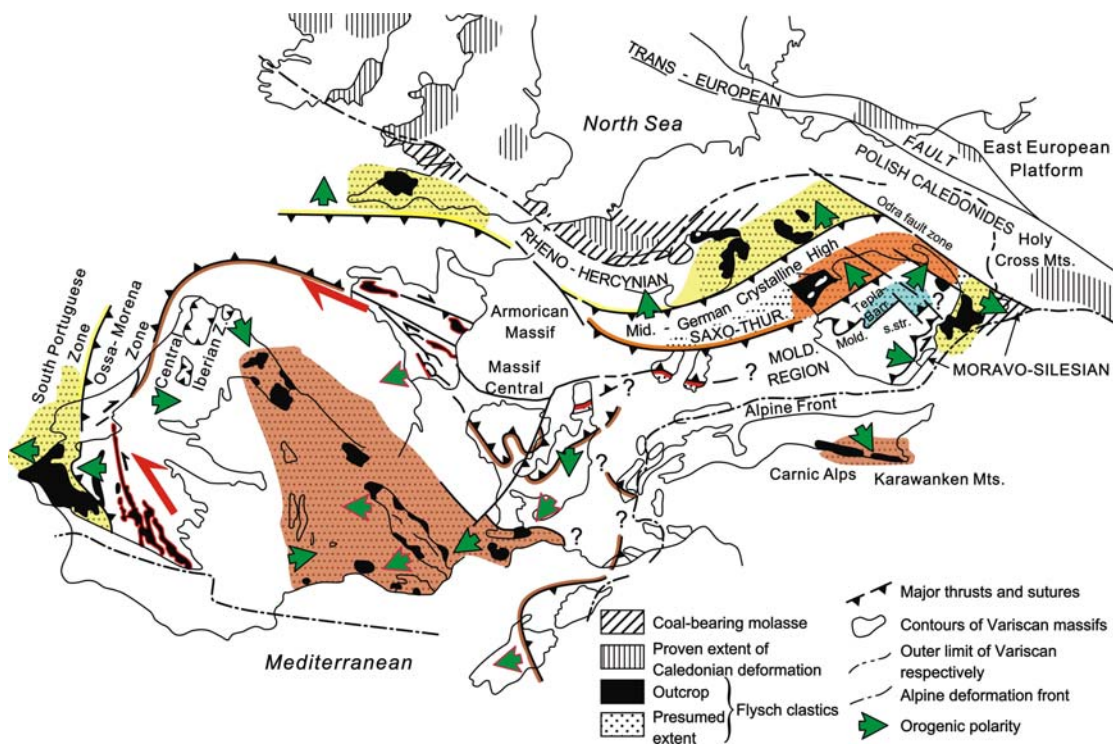 TRANS - EUROPEAN
FAULT
North Sea
East European
Platform
POLISH CALEDONIDES
Odra fault zone
Holy
Cross Mts.
RHENO - HERCYNIAN
Mid. - German Crystalline High
SAXO-THUR.
Tepla-
Barr.
Mold.
s.str.
?
MOLD.
REGION
?
MORAVO-SILESIAN
Armorican
Massif
Massif
Central
?
South Portuguese
Zone
Ossa-Morena
Zone
Central
Iberian Z.
Alpine Front
Carnic Alps
Karawanken Mts.
?
?
?
?
Mediterranean
Coal-bearing molasse
Proven extent of
Caledonian deformation
Outcrop
Presumed
extent
Flysch clastics
Major thrusts and sutures
Contours of Variscan massifs
Outer limit of Variscan
respectively
Alpine deformation front
Orogenic polarity